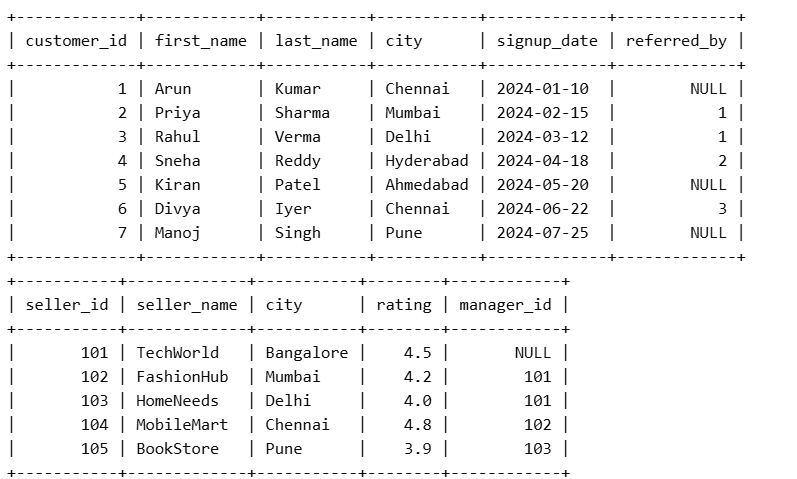 +-------------+------------+-----------+-----------+-------------+-------------+
| customer_id | first_name | last_name | city      | signup_date | referred_by |
+-------------+------------+-----------+-----------+-------------+-------------+
|           1 | Arun       | Kumar     | Chennai   | 2024-01-10  |        NULL |
|           2 | Priya      | Sharma    | Mumbai    | 2024-02-15  |           1 |
|           3 | Rahul      | Verma     | Delhi     | 2024-03-12  |           1 |
|           4 | Sneha      | Reddy     | Hyderabad | 2024-04-18  |           2 |
|           5 | Kiran      | Patel     | Ahmedabad | 2024-05-20  |        NULL |
|           6 | Divya      | Iyer      | Chennai   | 2024-06-22  |           3 |
|           7 | Manoj      | Singh     | Pune      | 2024-07-25  |        NULL |
+-------------+------------+-----------+-----------+-------------+-------------+
+-----------+-------------+-----------+--------+------------+
| seller_id | seller_name | city      | rating | manager_id |
+-----------+-------------+-----------+--------+------------+
|       101 | TechWorld   | Bangalore |    4.5 |       NULL |
|       102 | FashionHub  | Mumbai    |    4.2 |        101 |
|       103 | HomeNeeds   | Delhi     |    4.0 |        101 |
|       104 | MobileMart  | Chennai   |    4.8 |        102 |
|       105 | BookStore   | Pune      |    3.9 |        103 |
+-----------+-------------+-----------+--------+------------+